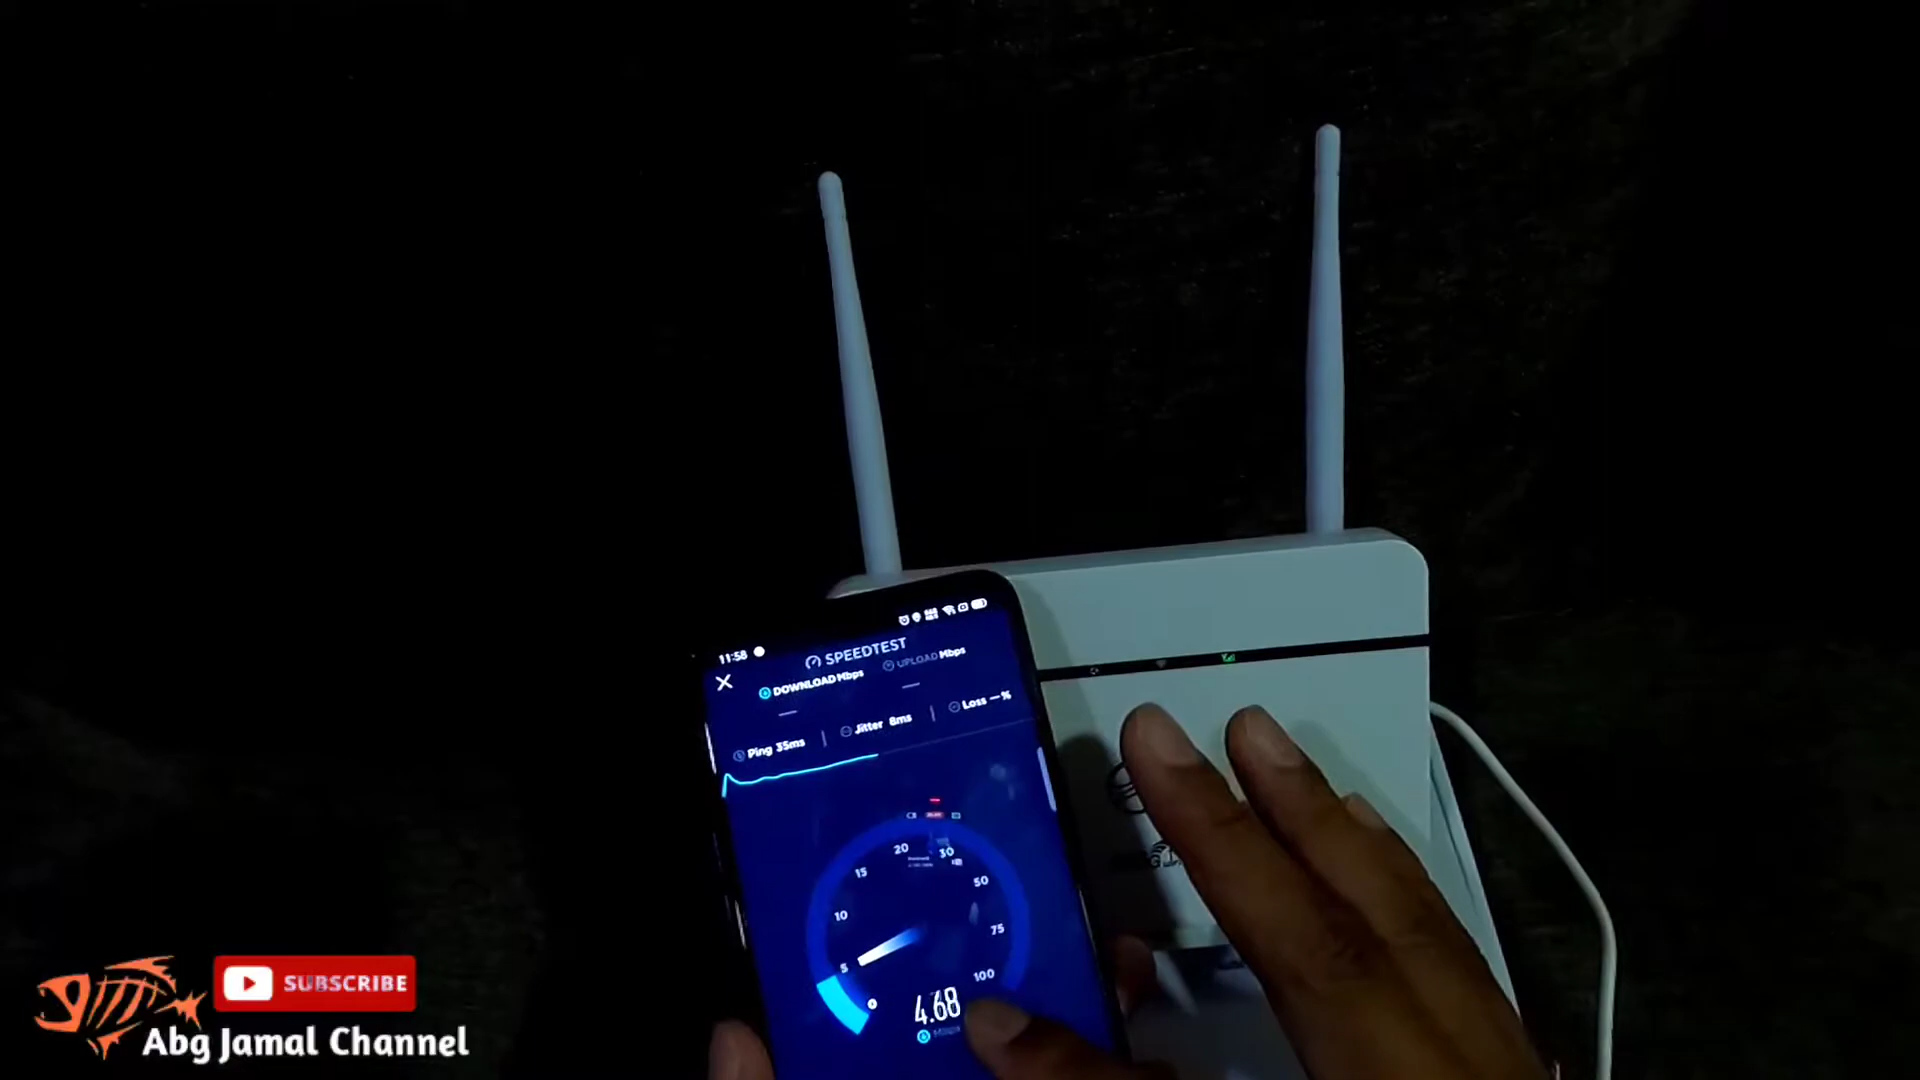 11:58
SPEEDTEST
DOWNLOAD Mbps
UPLOAD Mbps
Ping 35ms
Jitter 8ms
Loss —%
20
30
15
50
10
75
5
100
0
4.68
Mbps
SUBSCRIBE
Abg Jamal Channel